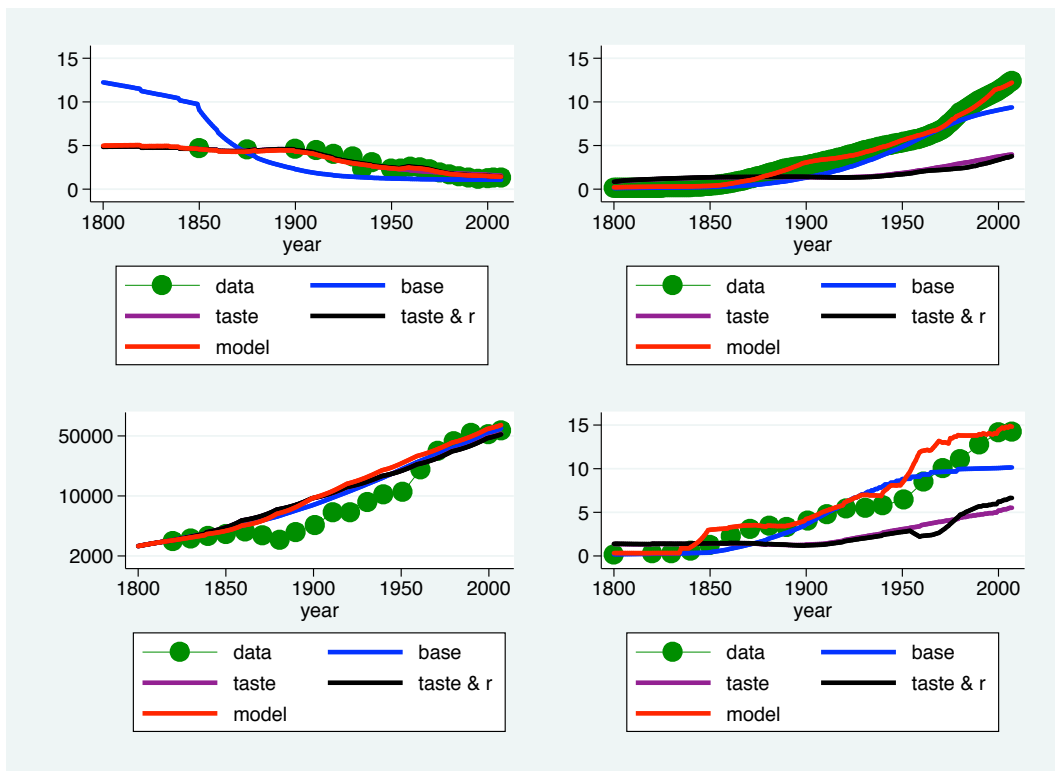 15
10
5
0
1800 1850 1900 1950 2000
year
data base
taste taste & r
model
15
10
5
0
1800 1850 1900 1950 2000
year
data base
taste taste & r
model
50000
10000
2000
1800 1850 1900 1950 2000
year
data base
taste taste & r
model
15
10
5
0
1800 1850 1900 1950 2000
year
data base
taste taste & r
model